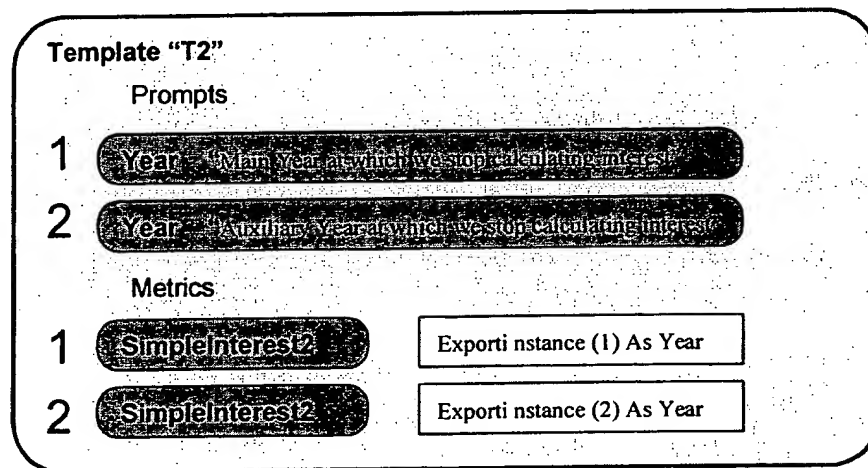 Template “T2”
Prompts
1 Year Main Year at which we stop calculating interest
2 Year Auxiliary Year at which we stop calculating interest
Metrics
1 SimpleInterest2 Exporti nstance (1) As Year
2 SimpleInterest2 Exporti nstance (2) As Year